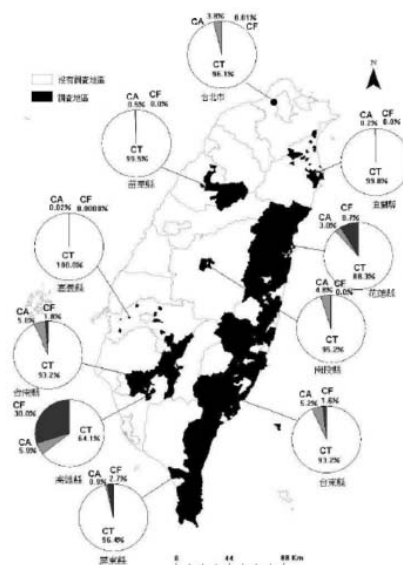 CA 3.8% 0.01% CF
CT
96.1%
台北市
N
沒有調查地區
調查地區
CA CF
0.5% 0.0%
CT
99.5%
苗栗縣
CA CF
0.2% 0.0%
CT
99.8%
宜蘭縣
CA CF
0.02% 0.0008%
CT
100.0%
嘉義縣
CA CF
3.0% 8.7%
CT
88.3%
花蓮縣
CA CF
4.8% 0.0%
CT
95.2%
南投縣
CA CF
5.0% 1.8%
CT
93.2%
台南縣
CF
30.0%
CA
5.9%
CT
64.1%
高雄縣
CA CF
5.2% 1.6%
CT
93.2%
台東縣
CA CF
0.9% 2.7%
CT
96.4%
屏東縣
0 44 88 Km